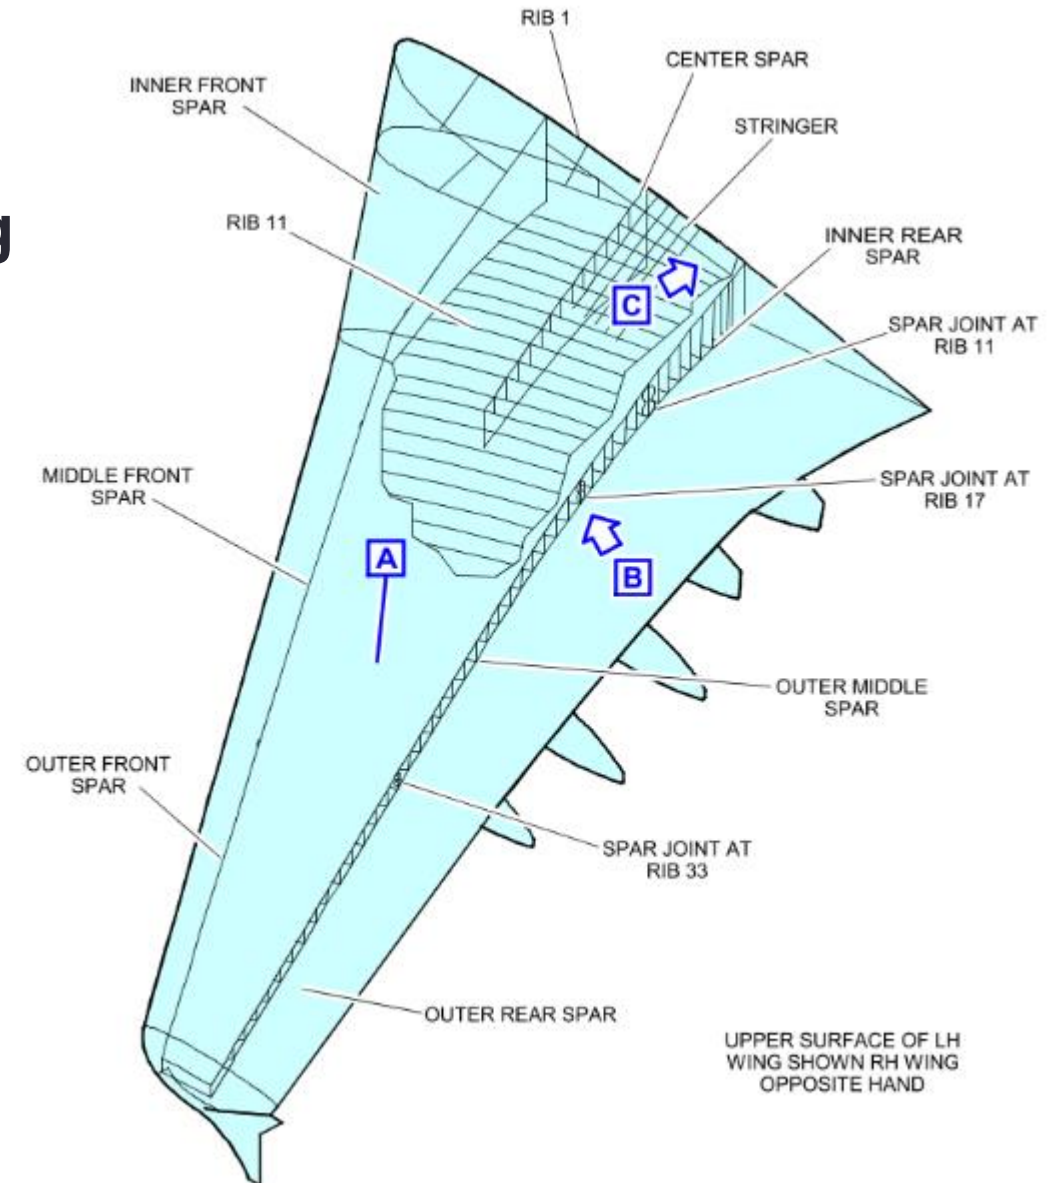 RIB 1
CENTER SPAR
INNER FRONT
SPAR
STRINGER
g
RIB 11
INNER REAR
SPAR
C
SPAR JOINT AT
RIB 11
MIDDLE FRONT
SPAR
SPAR JOINT AT
RIB 17
A
B
OUTER MIDDLE
SPAR
OUTER FRONT
SPAR
SPAR JOINT AT
RIB 33
OUTER REAR SPAR
UPPER SURFACE OF LH
WING SHOWN RH WING
OPPOSITE HAND